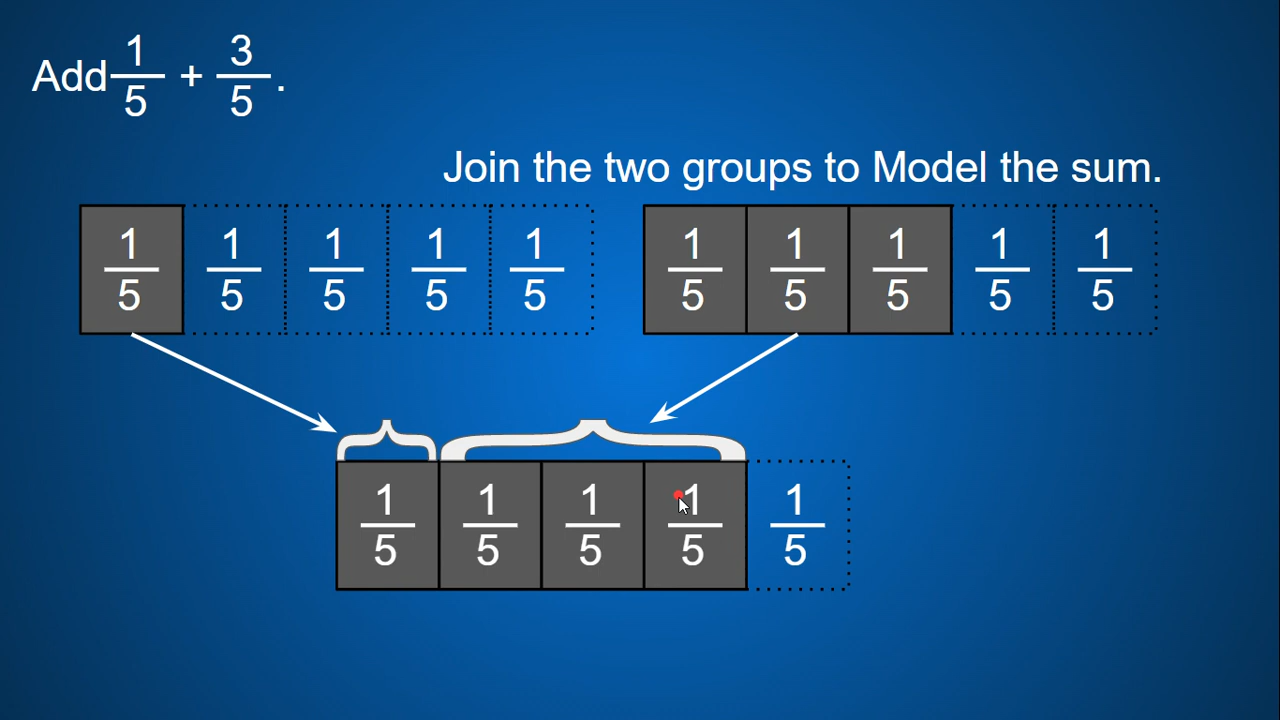 Add 1/5 + 3/5.
Join the two groups to Model the sum.
1/5 1/5 1/5 1/5 1/5 1/5 1/5 1/5 1/5 1/5
1/5 1/5 1/5 1/5 1/5